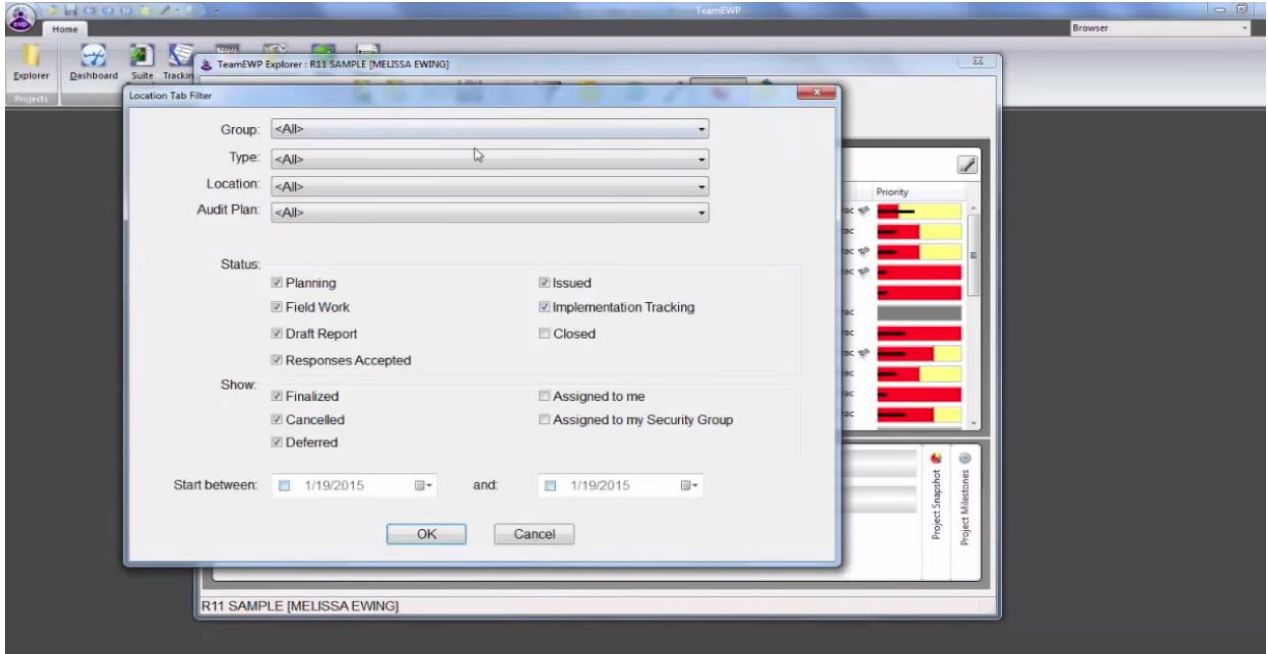 TeamEWP
Home
Browser
Explorer
Dashboard
Suite
Projects
TeamEWP Explorer : R11 SAMPLE [MELISSA EWING]
Location Tab Filter
Group: <All>
Type: <All>
Location: <All>
Audit Plan: <All>
Priority
Status:
Planning
Issued
Field Work
Implementation Tracking
Draft Report
Closed
Responses Accepted
Show:
Finalized
Assigned to me
Cancelled
Assigned to my Security Group
Deferred
Start between: 1/19/2015 and: 1/19/2015
OK
Cancel
Project Snapshot
Project Milestones
R11 SAMPLE [MELISSA EWING]